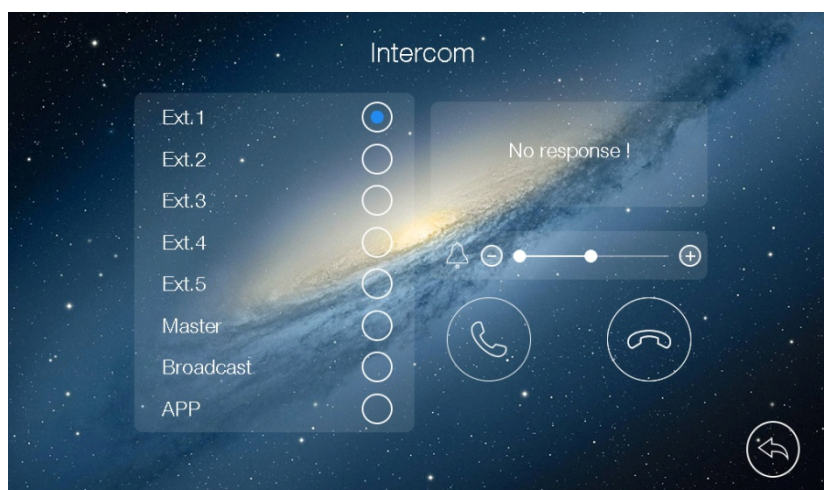 Intercom
Ext.1
Ext.2
Ext.3
Ext.4
Ext.5
Master
Broadcast
APP
No response !